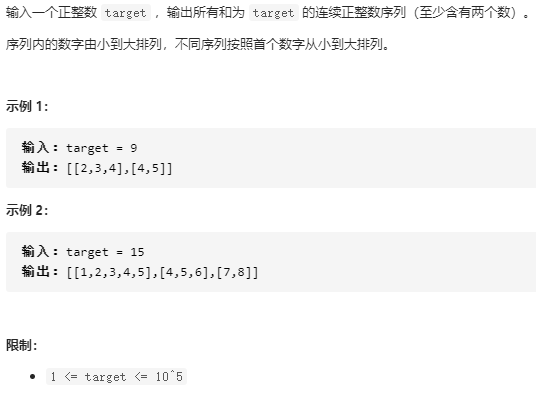 输入一个正整数 target ，输出所有和为 target 的连续正整数序列（至少含有两个数）。
序列内的数字由小到大排列，不同序列按照首个数字从小到大排列。
示例 1：
输入：target = 9
输出：[[2,3,4],[4,5]]
示例 2：
输入：target = 15
输出：[[1,2,3,4,5],[4,5,6],[7,8]]
限制：
• 1 <= target <= 10^5